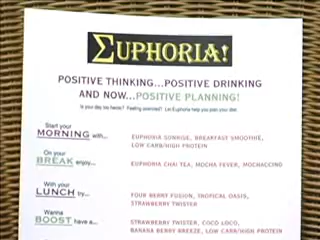 ΣUPHORIA!
POSITIVE THINKING...POSITIVE DRINKING
AND NOW...POSITIVE PLANNING!
Is your day too hectic? Feeling overtired? Let Euphoria help you plan your diet.
Start your
MORNING with...
EUPHORIA SONRISE, BREAKFAST SMOOTHIE,
LOW CARB/HIGH PROTEIN
On your
BREAK enjoy...
EUPHORIA CHAI TEA, MOCHA FEVER, MOCHACCINO
With your
LUNCH try...
FOUR BERRY FUSION, TROPICAL OASIS,
STRAWBERRY TWISTER
Wanna
BOOST have a...
STRAWBERRY TWISTER, COCO LOCO,
BANANA BERRY BREEZE, LOW CARB/HIGH PROTEIN